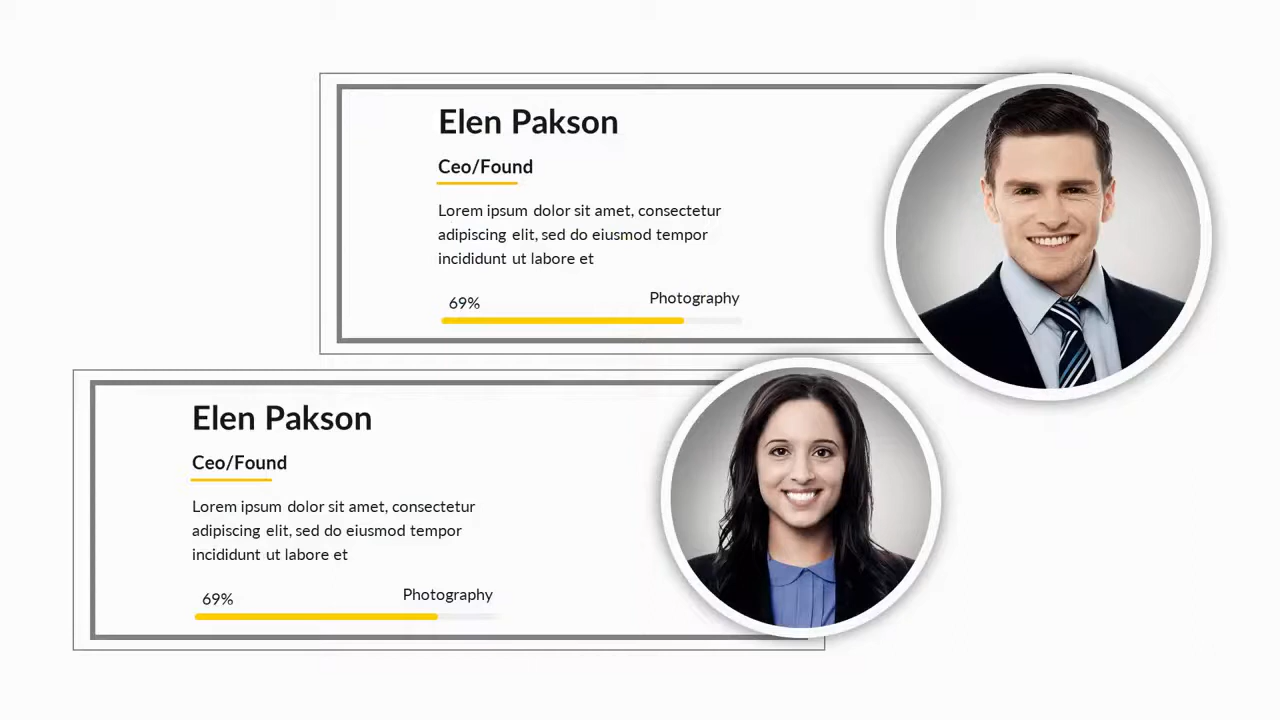 Elen Pakson
Ceo/Found
Lorem ipsum dolor sit amet, consectetur
adipiscing elit, sed do eiusmod tempor
incididunt ut labore et
69%
Photography
Elen Pakson
Ceo/Found
Lorem ipsum dolor sit amet, consectetur
adipiscing elit, sed do eiusmod tempor
incididunt ut labore et
69%
Photography